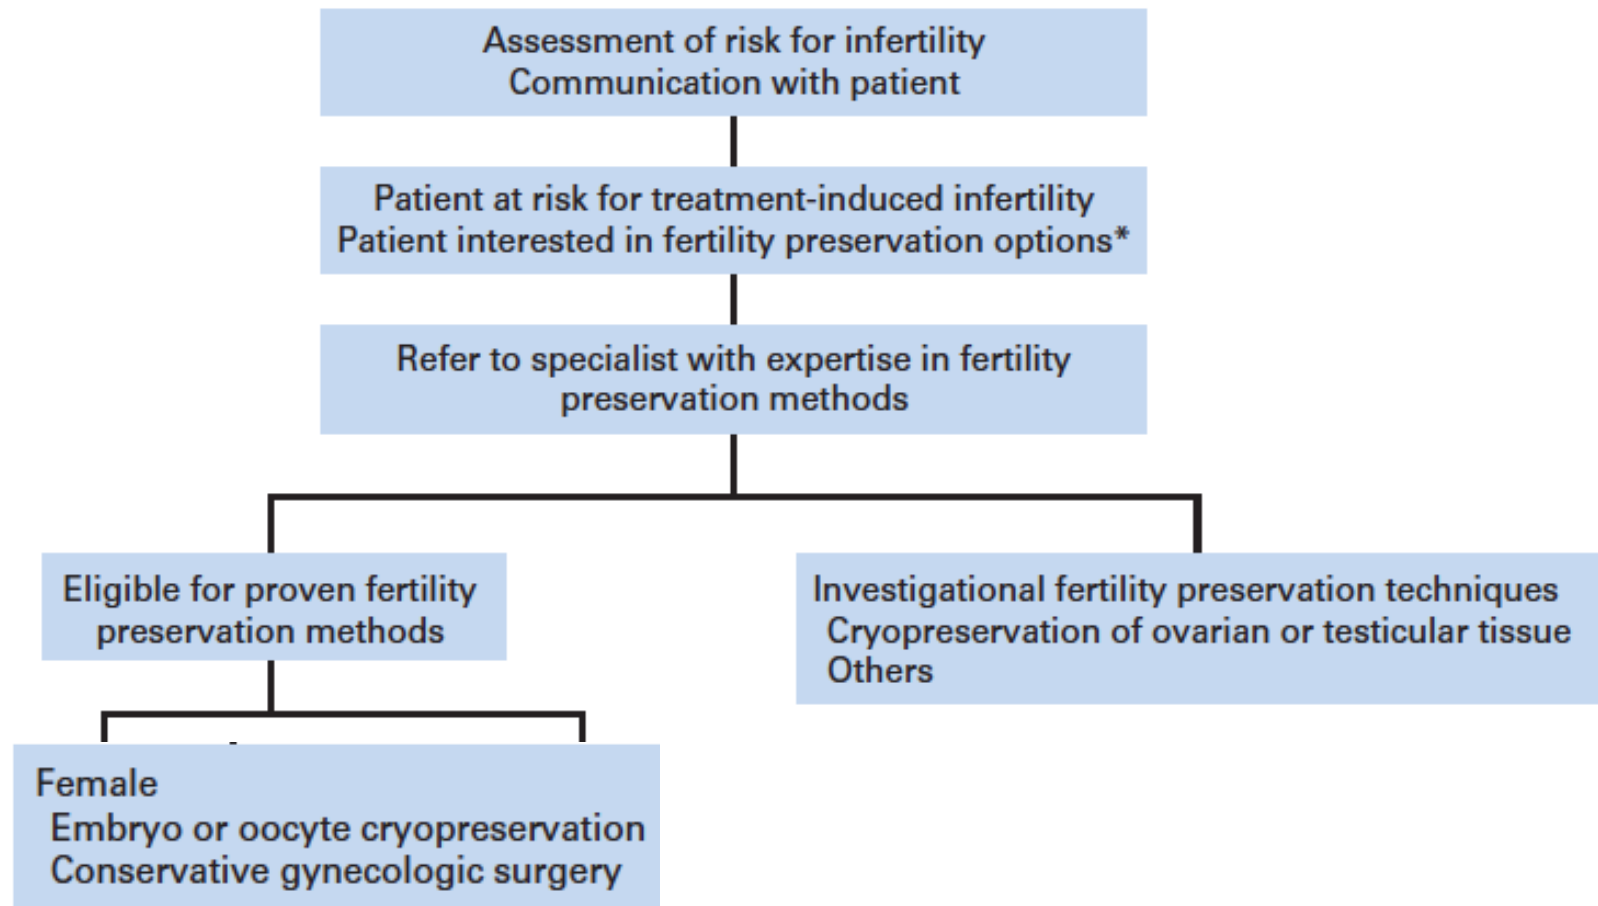 Assessment of risk for infertility
Communication with patient
Patient at risk for treatment-induced infertility
Patient interested in fertility preservation options*
Refer to specialist with expertise in fertility
preservation methods
Eligible for proven fertility
preservation methods
Investigational fertility preservation techniques
Cryopreservation of ovarian or testicular tissue
Others
Female
Embryo or oocyte cryopreservation
Conservative gynecologic surgery